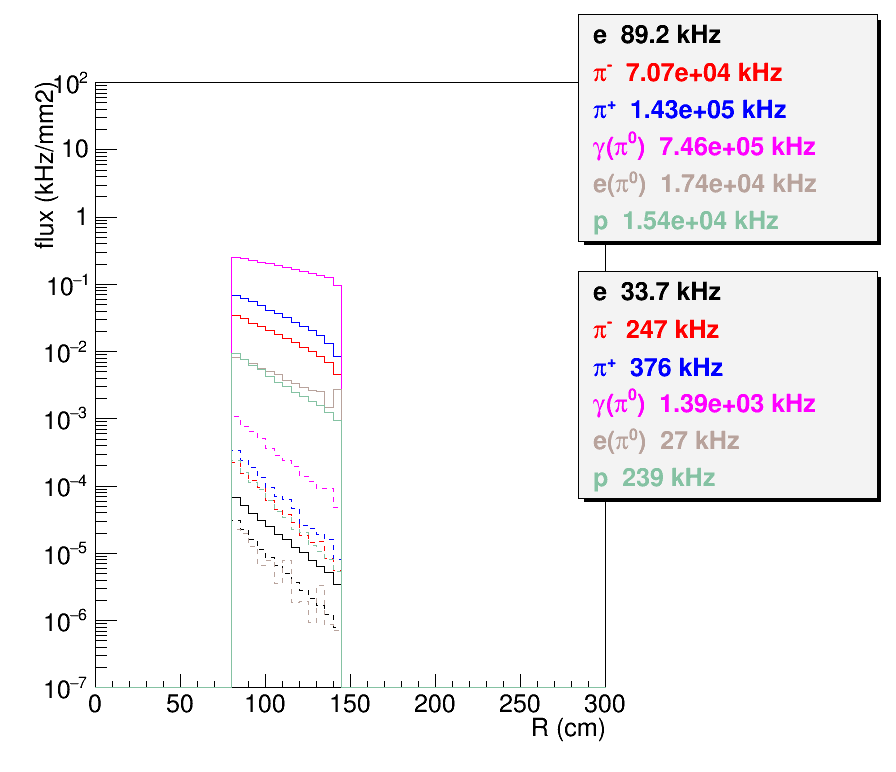 e 89.2 kHz
π⁻ 7.07e+04 kHz
π⁺ 1.43e+05 kHz
γ(π⁰) 7.46e+05 kHz
e(π⁰) 1.74e+04 kHz
p 1.54e+04 kHz
e 33.7 kHz
π⁻ 247 kHz
π⁺ 376 kHz
γ(π⁰) 1.39e+03 kHz
e(π⁰) 27 kHz
p 239 kHz
flux (kHz/mm2)
10²
10
1
10⁻¹
10⁻²
10⁻³
10⁻⁴
10⁻⁵
10⁻⁶
10⁻⁷
0 50 100 150 200 250 300
R (cm)